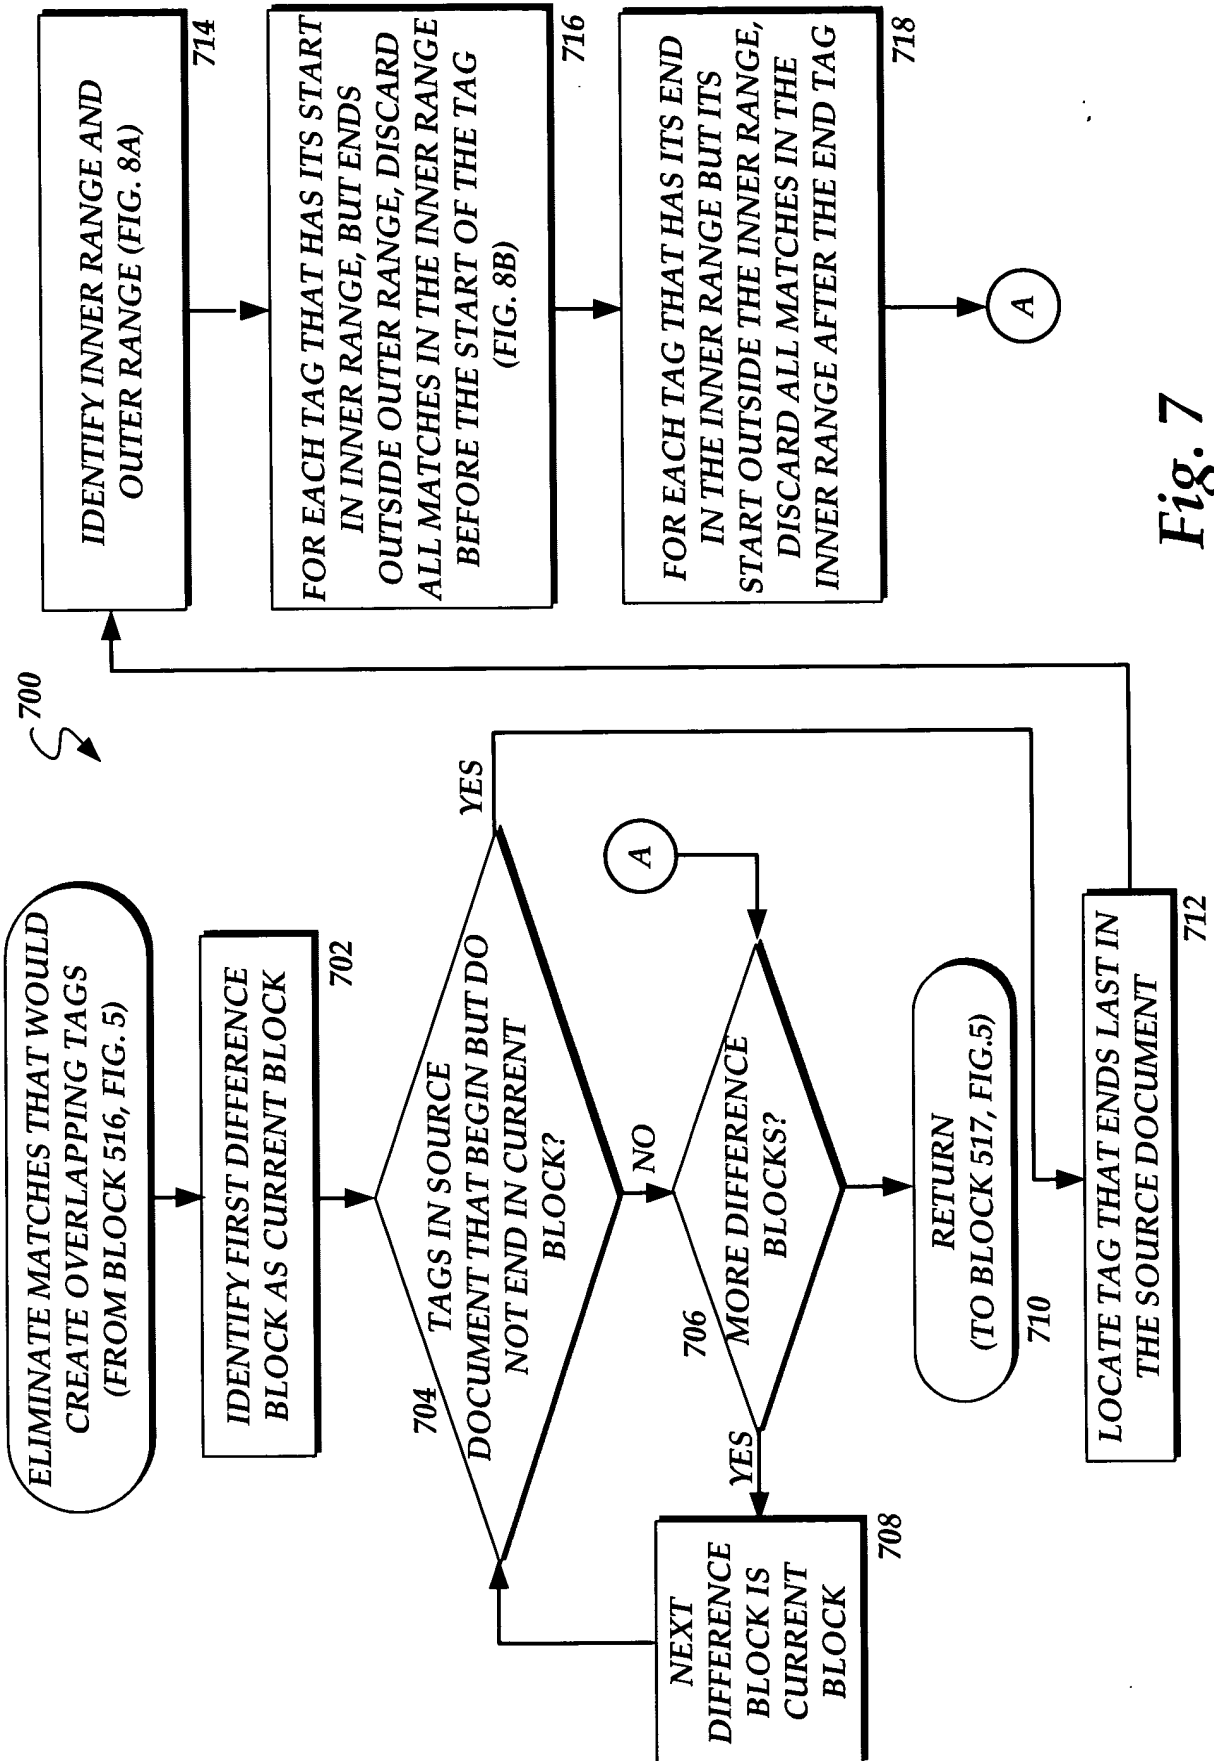 700
ELIMINATE MATCHES THAT WOULD
CREATE OVERLAPPING TAGS
(FROM BLOCK 516, FIG. 5)
IDENTIFY FIRST DIFFERENCE
BLOCK AS CURRENT BLOCK
702
704
TAGS IN SOURCE
DOCUMENT THAT BEGIN BUT DO
NOT END IN CURRENT
BLOCK?
YES
NO
A
706
MORE DIFFERENCE
BLOCKS?
YES
NEXT
DIFFERENCE
BLOCK IS
CURRENT
BLOCK
708
RETURN
(TO BLOCK 517, FIG.5)
710
LOCATE TAG THAT ENDS LAST IN
THE SOURCE DOCUMENT
712
IDENTIFY INNER RANGE AND
OUTER RANGE (FIG. 8A)
714
FOR EACH TAG THAT HAS ITS START
IN INNER RANGE, BUT ENDS
OUTSIDE OUTER RANGE, DISCARD
ALL MATCHES IN THE INNER RANGE
BEFORE THE START OF THE TAG
(FIG. 8B)
716
FOR EACH TAG THAT HAS ITS END
IN THE INNER RANGE BUT ITS
START OUTSIDE THE INNER RANGE,
DISCARD ALL MATCHES IN THE
INNER RANGE AFTER THE END TAG
718
A
Fig. 7